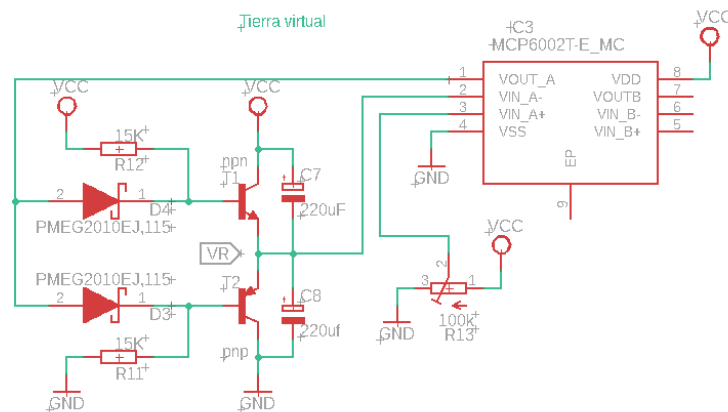 Tierra virtual
VCC
C3
MCP6002T-E_MC
1 VOUT_A VDD 8
2 VIN_A- VOUTB 7
3 VIN_A+ VIN_B- 6
4 VSS VIN_B+ 5
EP
9
GND
VCC
VCC
15K
R12
npn
T1
C7
220uF
2 1
D4
PMEG2010EJ,115
VR
PMEG2010EJ,115
T2
C8
220uf
2 1
D3
pnp
15K
R11
GND
GND
VCC
2
3 1
100k
R13
GND